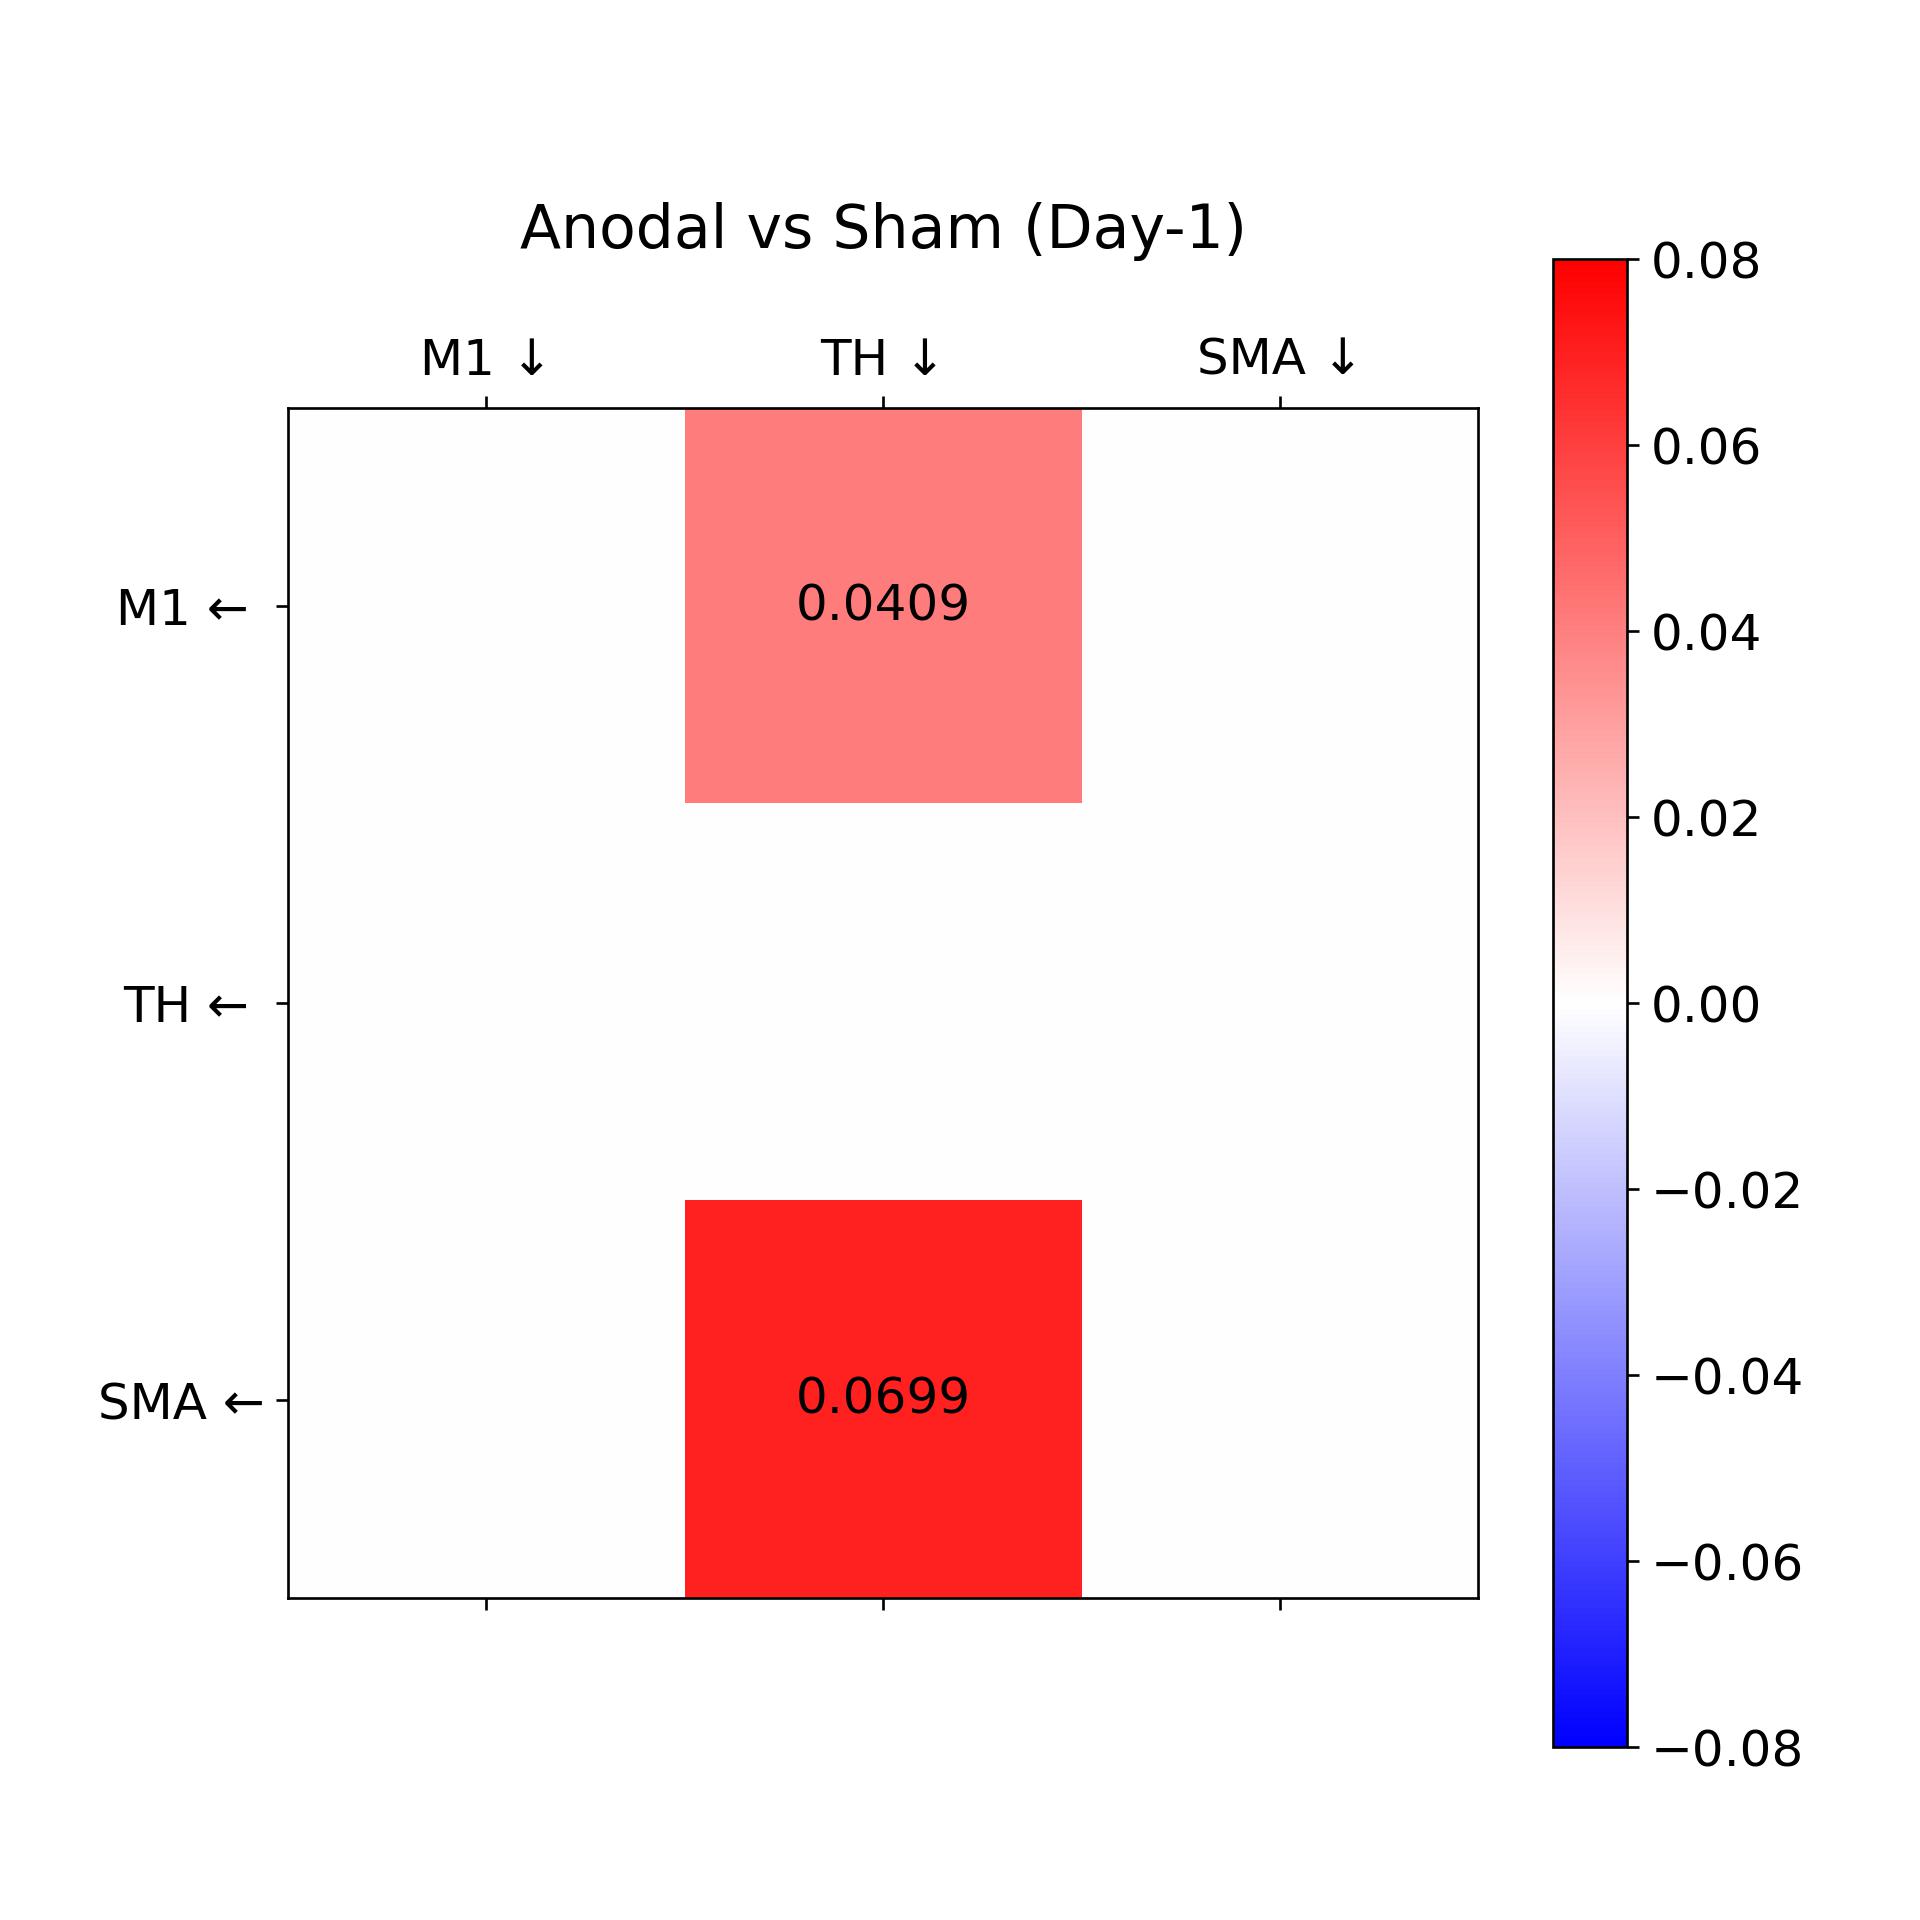 Anodal vs Sham (Day-1)
M1 ↓ TH ↓ SMA ↓
M1 ←
TH ←
SMA ←
0.0409
0.0699
0.08
0.06
0.04
0.02
0.00
−0.02
−0.04
−0.06
−0.08